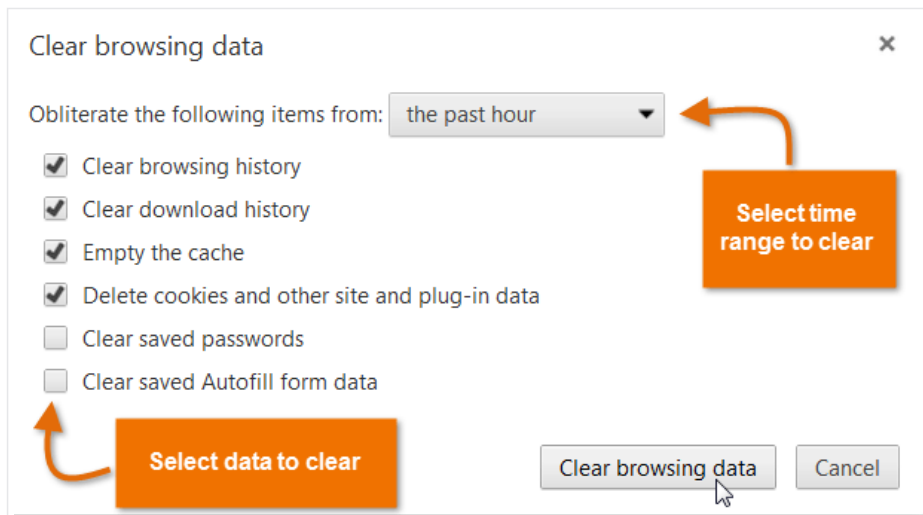 Clear browsing data
Obliterate the following items from: the past hour
Clear browsing history
Clear download history
Empty the cache
Delete cookies and other site and plug-in data
Clear saved passwords
Clear saved Autofill form data
Select time
range to clear
Select data to clear
Clear browsing data
Cancel